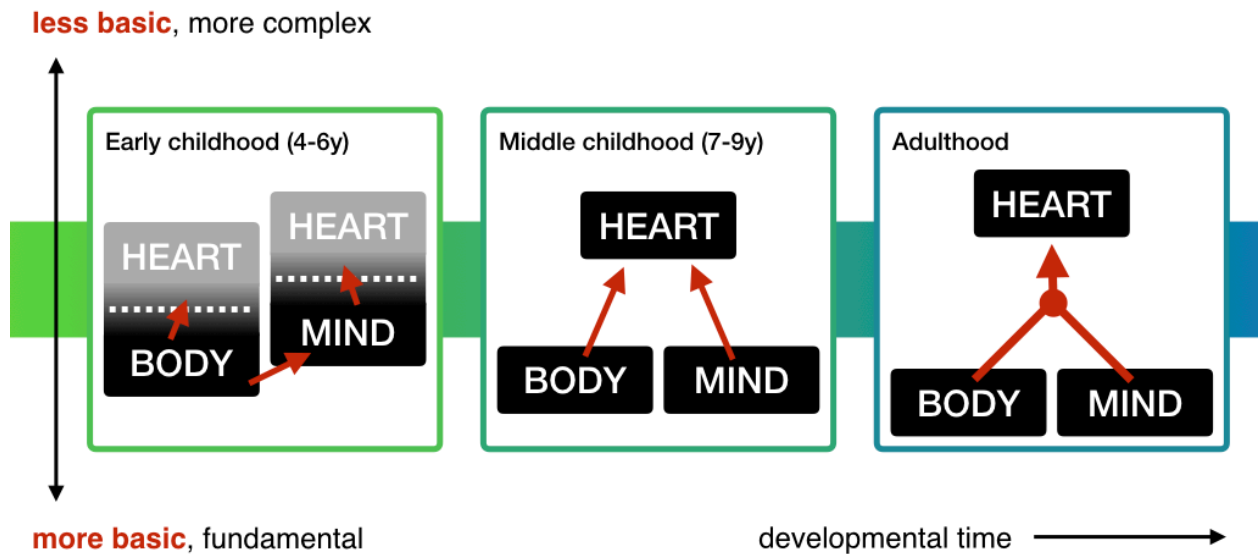 less basic, more complex
Early childhood (4-6y)
HEART
BODY
HEART
MIND
Middle childhood (7-9y)
HEART
BODY
MIND
Adulthood
HEART
BODY
MIND
more basic, fundamental
developmental time